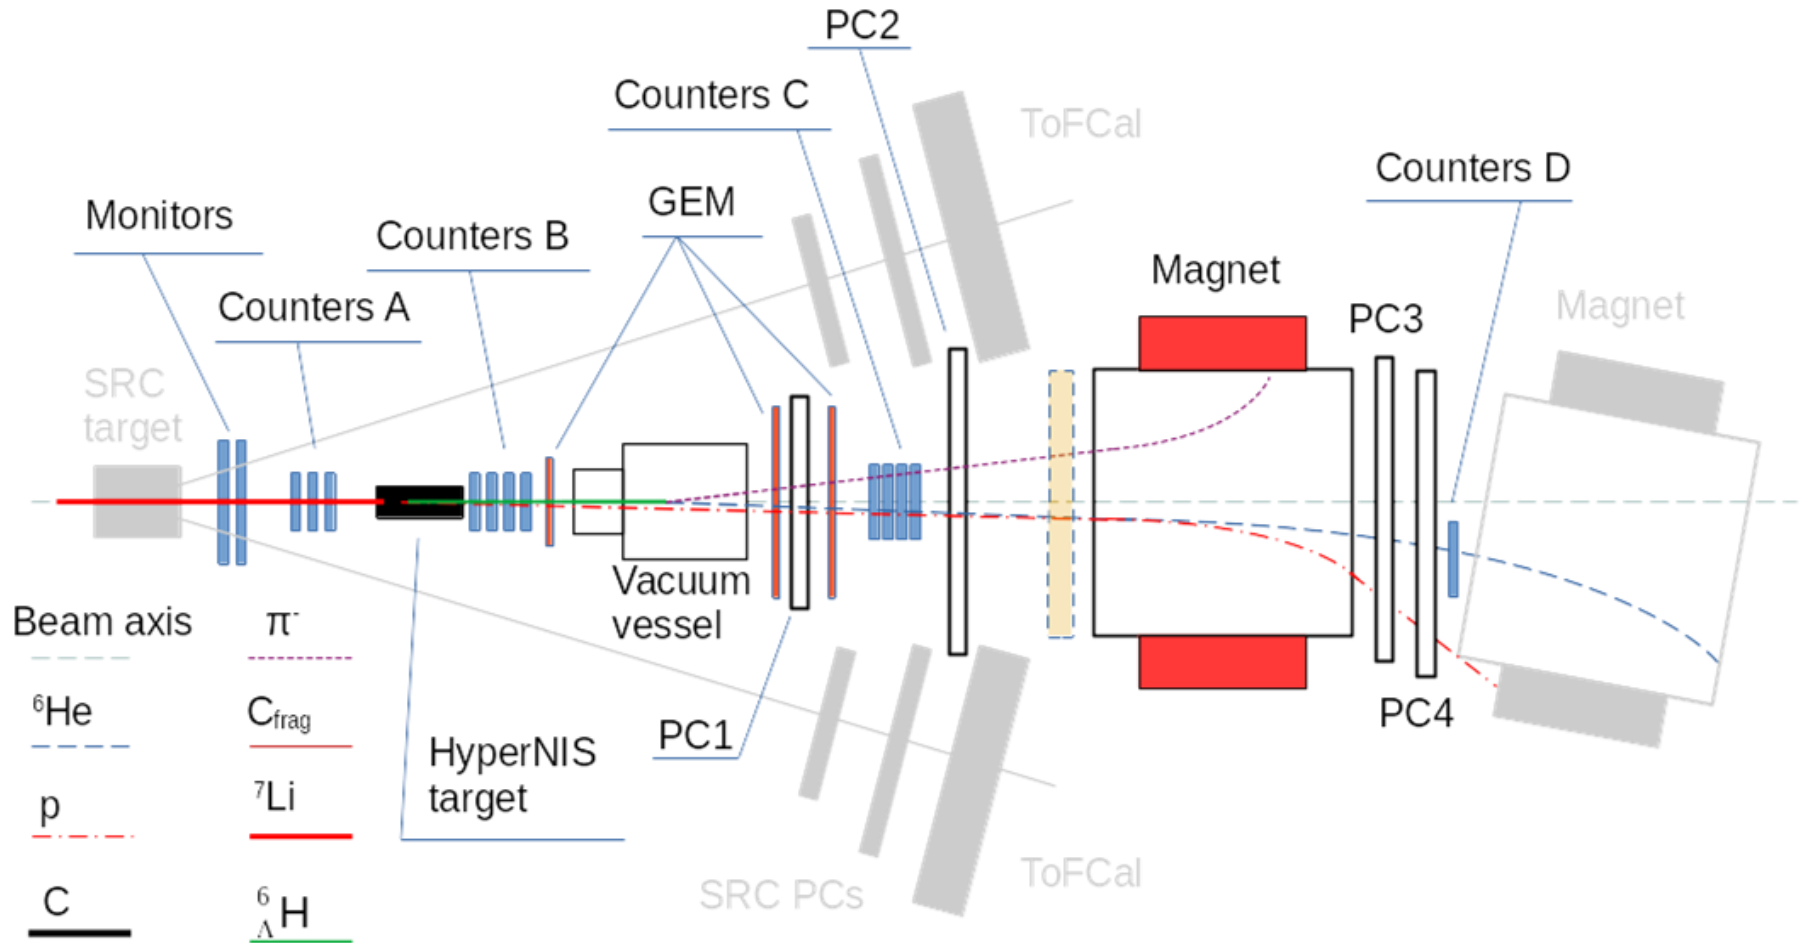 PC2
Counters C
ToFCal
Counters D
GEM
Monitors
Counters B
Magnet
Counters A
Magnet
PC3
SRC
target
Vacuum
vessel
Beam axis
π-
⁶He
Cfrag
PC1
PC4
HyperNIS
target
p
⁷Li
ToFCal
SRC PCs
C
⁶ΛH